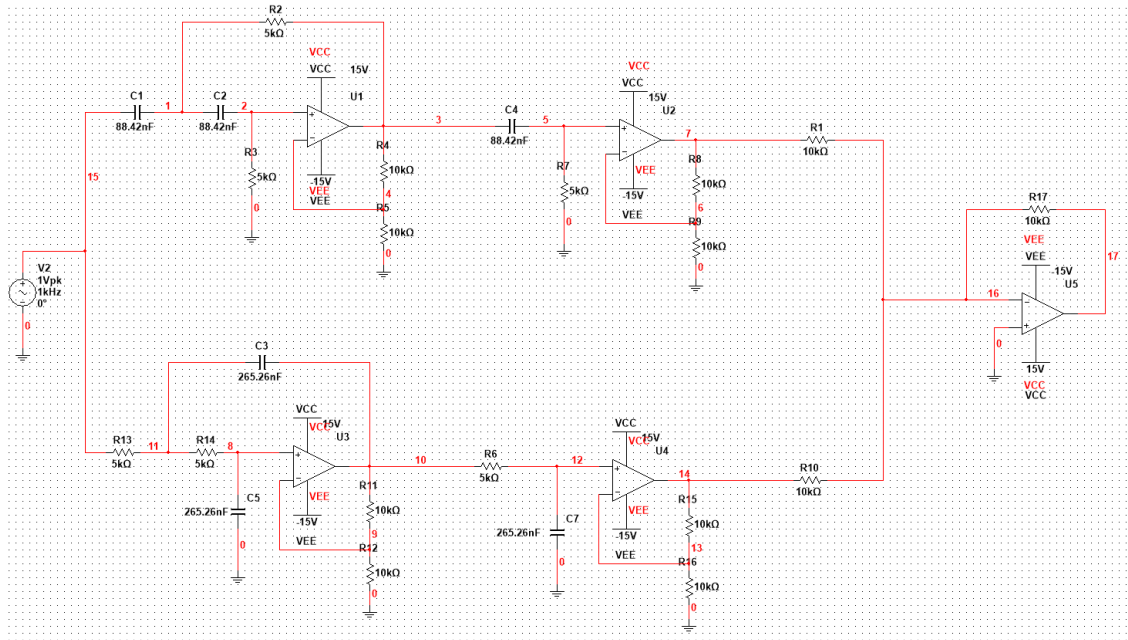 R2
5kΩ
VCC
VCC
15V
U1
C1
1
88.42nF
C2
2
88.42nF
R3
5kΩ
0
-15V
VEE
VEE
R4
10kΩ
4
R5
10kΩ
0
3
C4
88.42nF
5
R7
5kΩ
0
VCC
VCC
15V
U2
VEE
-15V
VEE
7
R8
10kΩ
6
R9
10kΩ
0
R1
10kΩ
15
V2
1Vpk
1kHz
0°
0
R17
10kΩ
VEE
VEE
-15V
U5
16
0
17
15V
VCC
VCC
C3
265.26nF
R13
5kΩ
11
R14
5kΩ
8
C5
265.26nF
0
VCC
15V
VCC
U3
VEE
-15V
VEE
10
R11
10kΩ
9
R12
10kΩ
0
R6
5kΩ
12
C7
265.26nF
0
VCC
15V
VCC
U4
VEE
-15V
VEE
14
R15
10kΩ
13
R16
10kΩ
0
R10
10kΩ